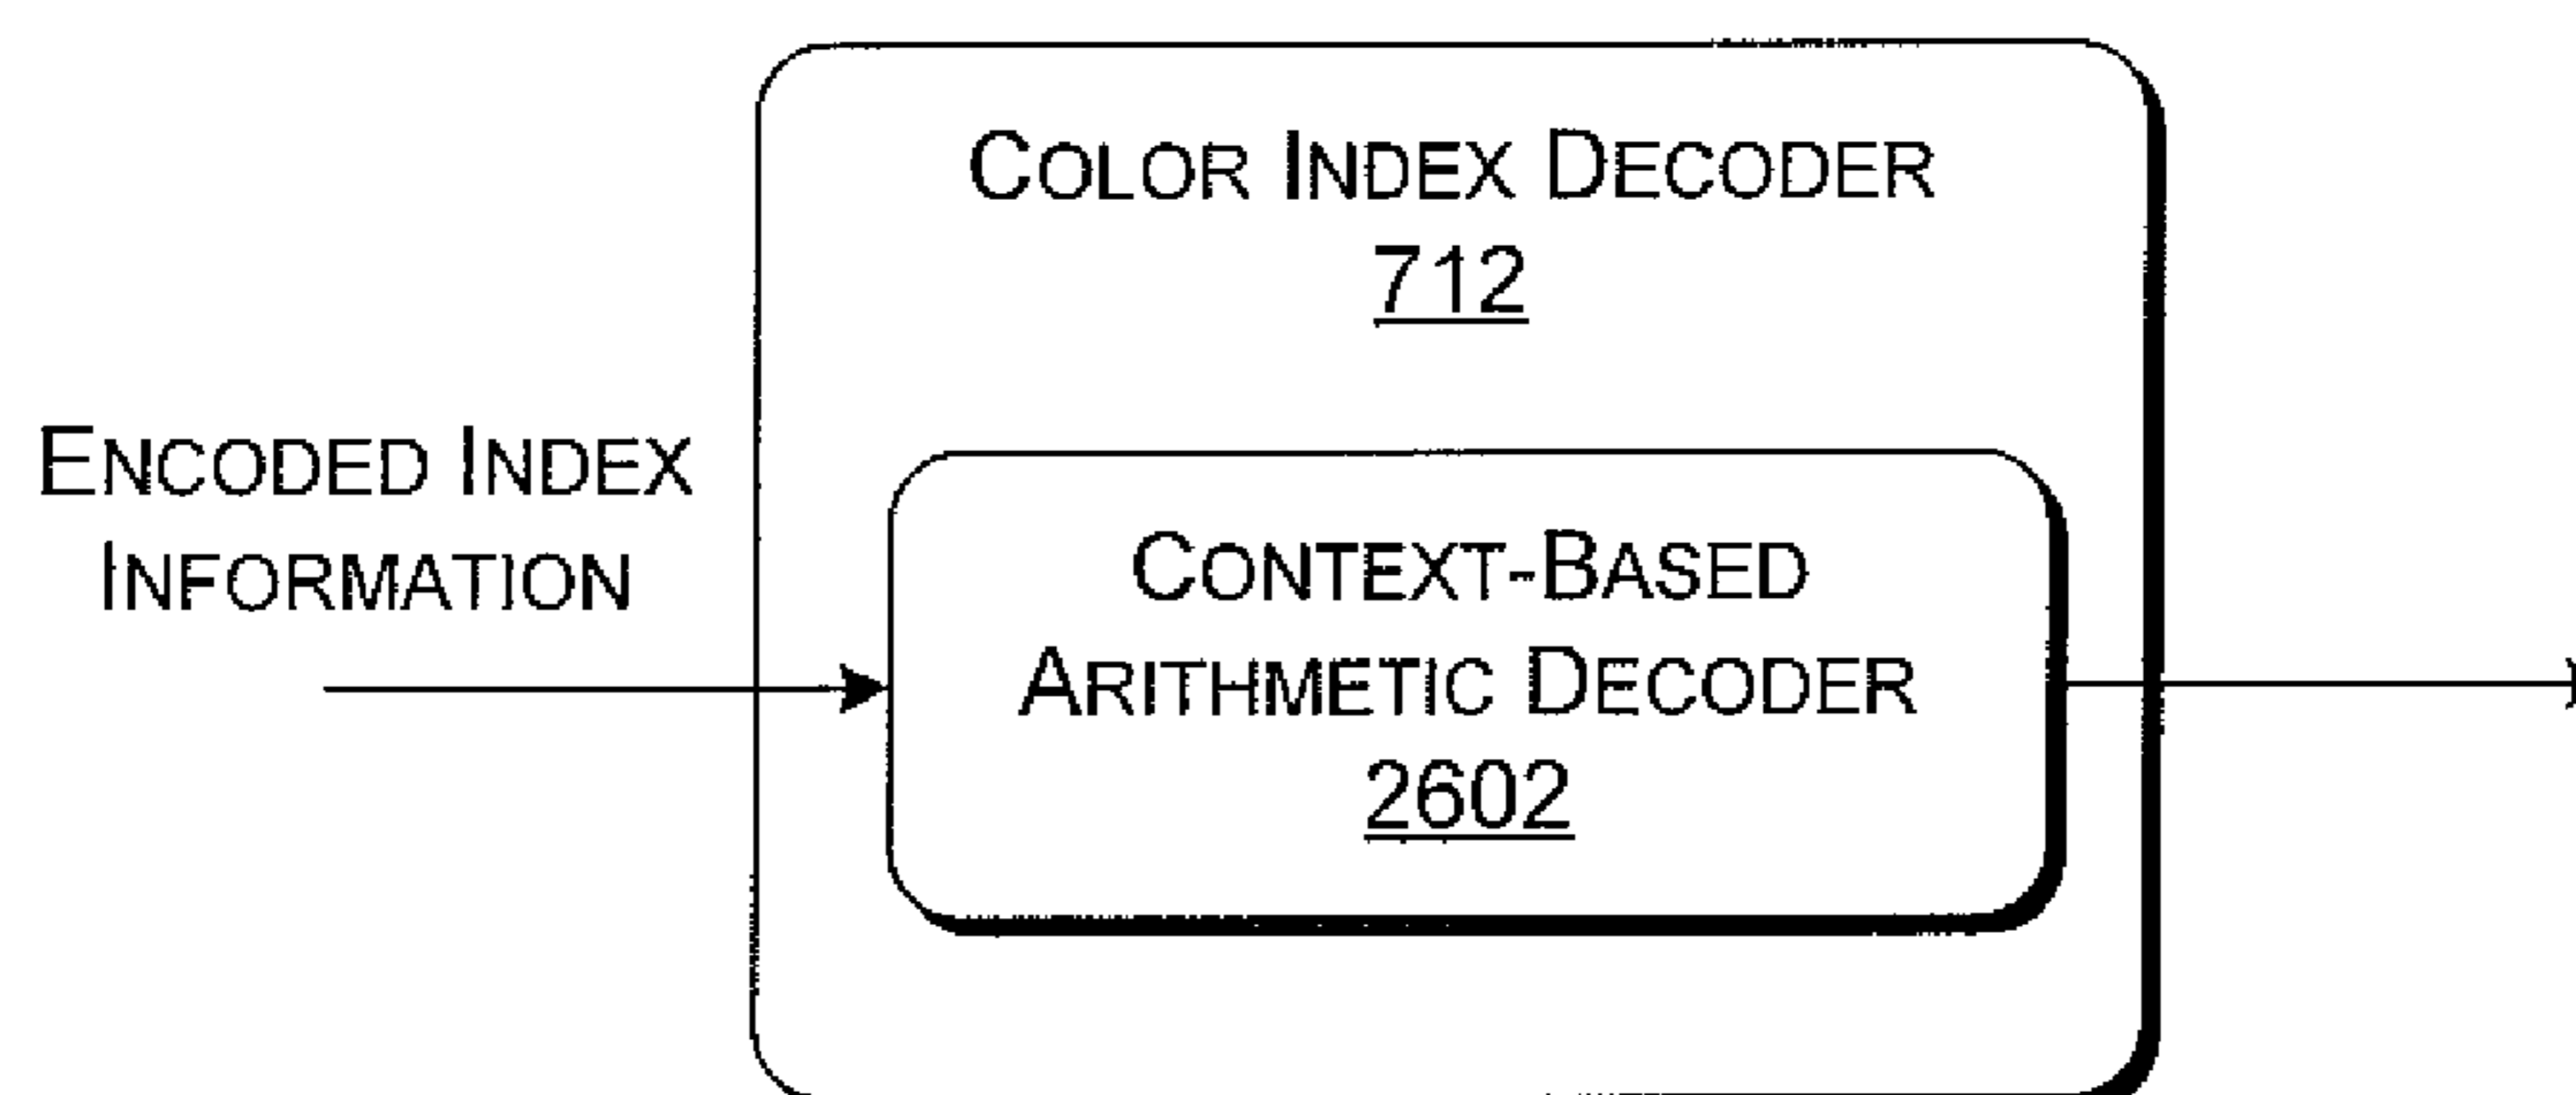 COLOR INDEX DECODER
712
ENCODED INDEX
INFORMATION
CONTEXT-BASED
ARITHMETIC DECODER
2602